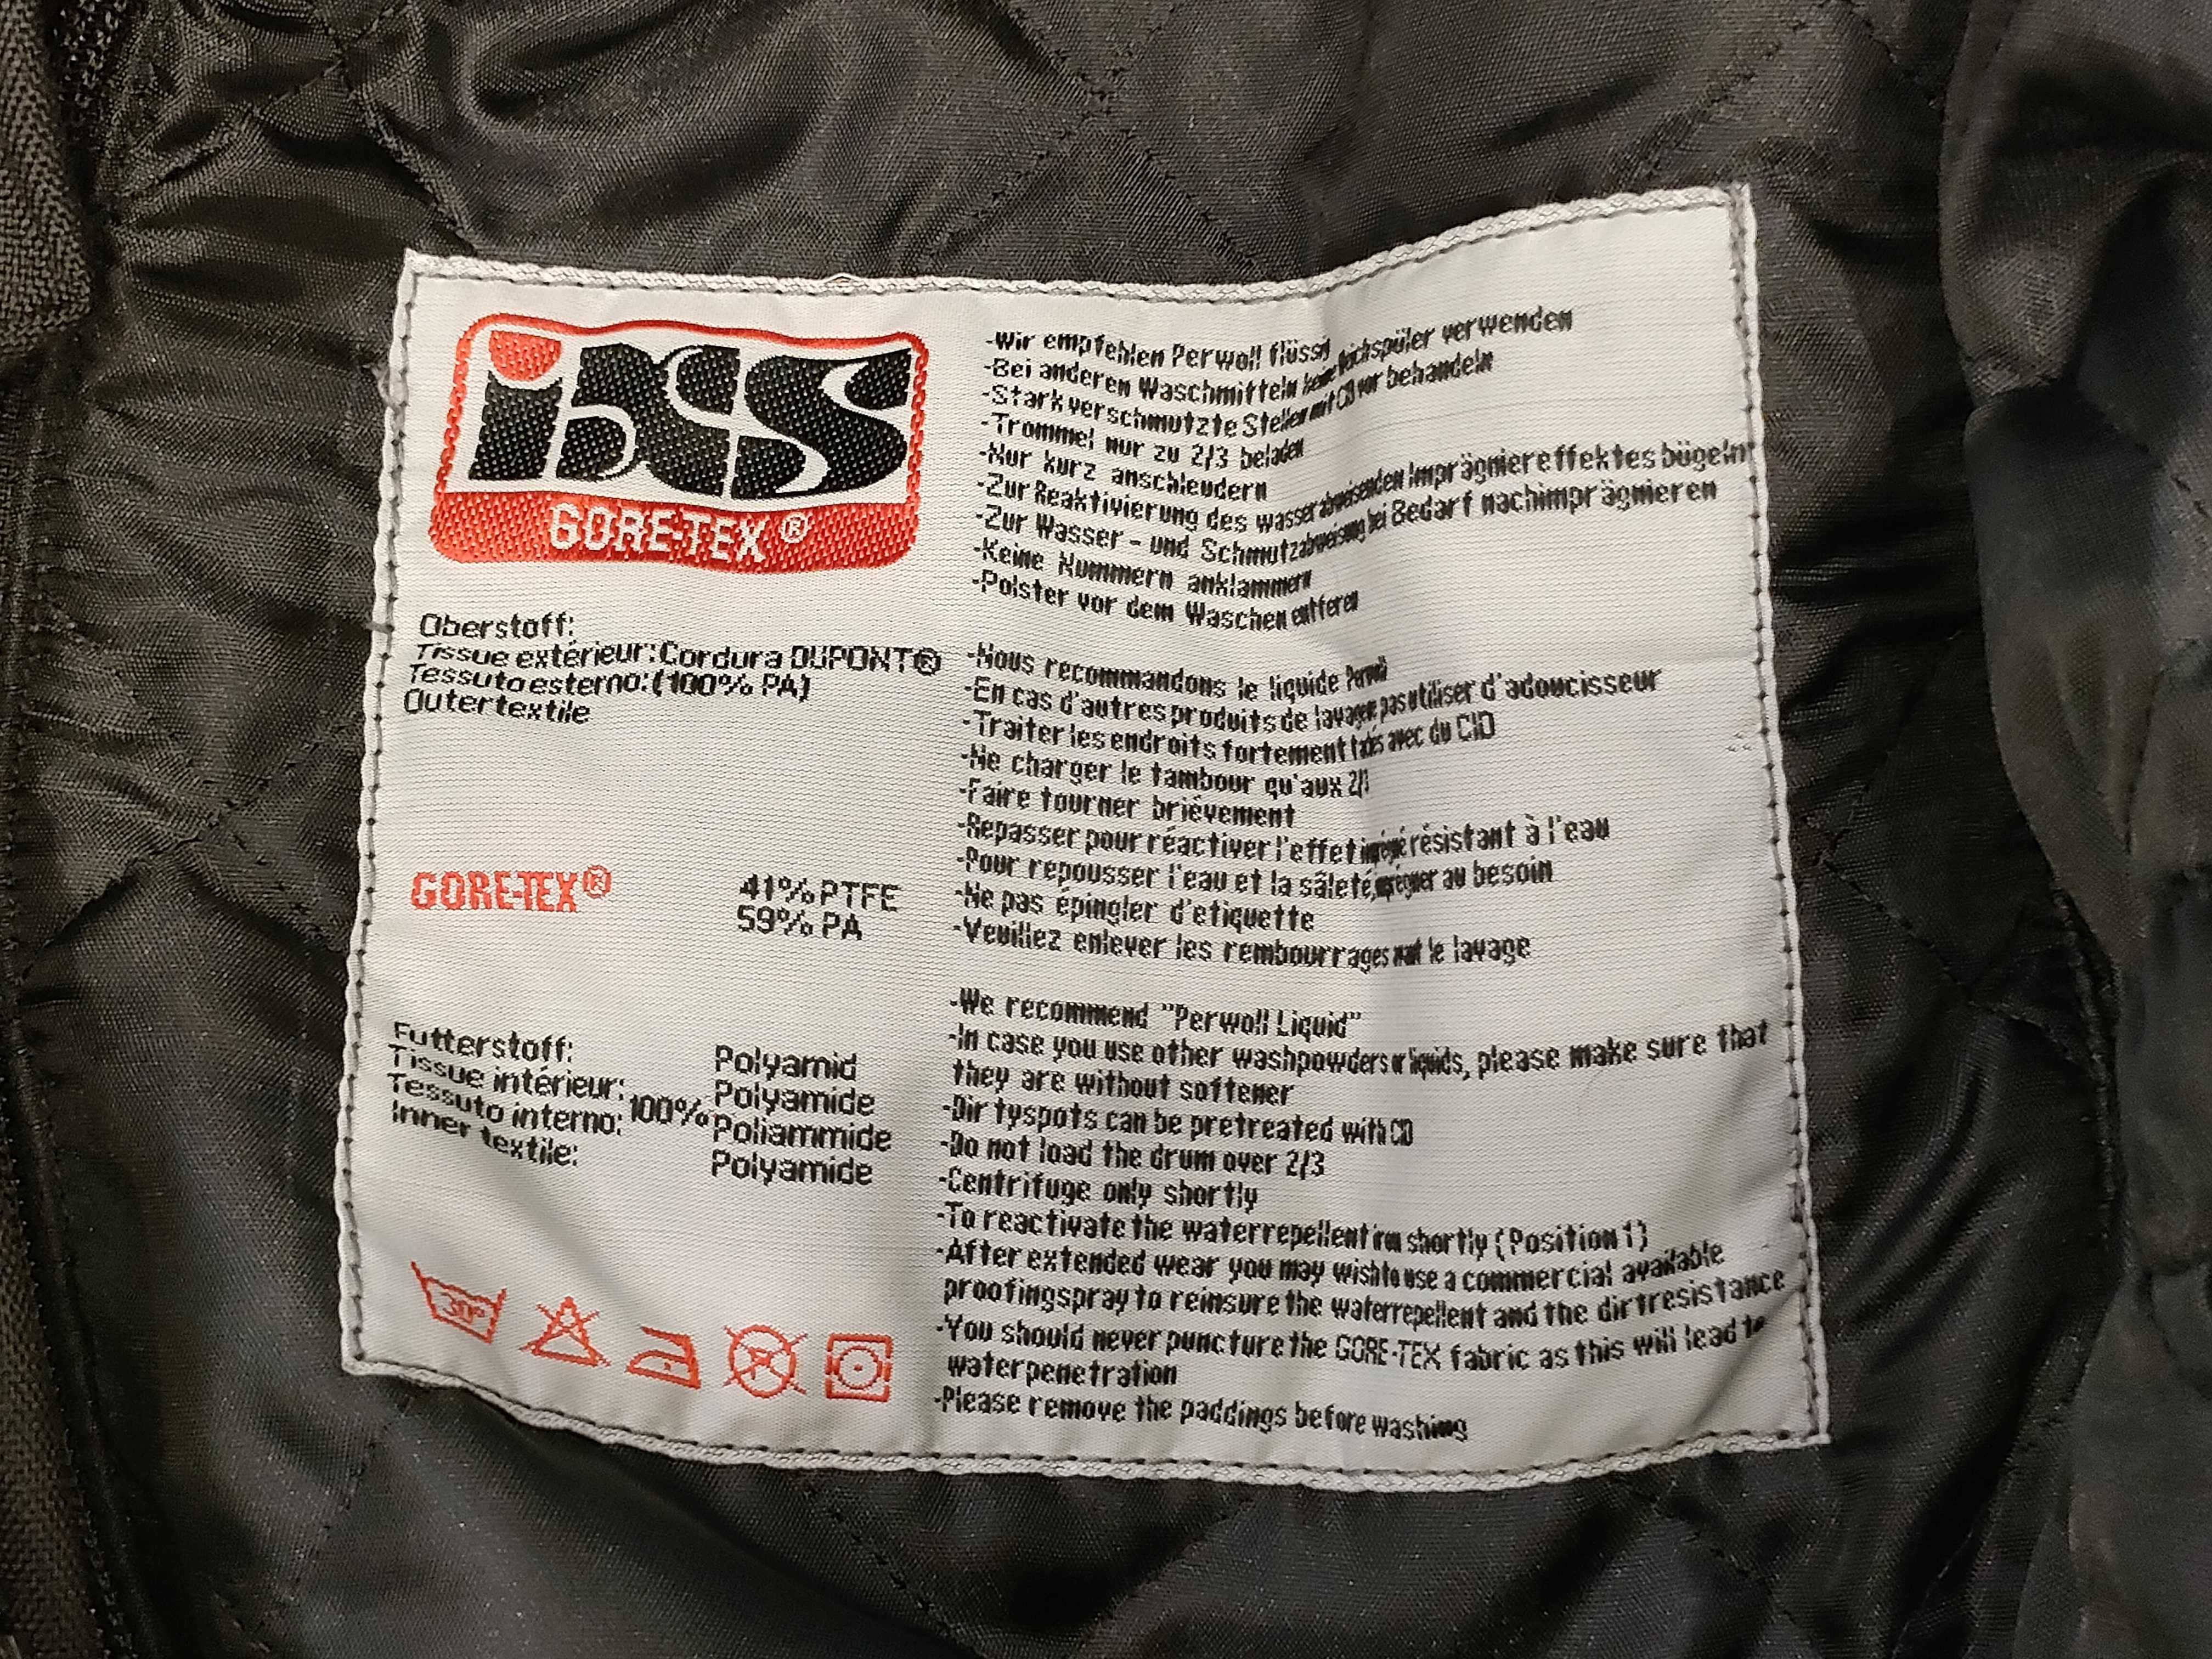 iXS
GORE-TEX®
Oberstoff:
Tissue extérieur: Cordura DUPONT®
Tessuto esterno: (100% PA)
Outer textile
GORE-TEX®
41% PTFE
59% PA
Futterstoff: Polyamid
Tissue intérieur: Polyamide
100%
Tessuto interno: Poliammide
Inner textile: Polyamide
30°
P
-Wir empfehlen Perwoll flüssig
-Bei anderen Waschmitteln keine Weichspüler verwenden
-Stark verschmutzte Stellen mit CID vor behandeln
-Trommel nur zu 2/3 beladen
-Nur kurz anschleudern
-Zur Reaktivierung des wasserabweisenden Imprägniereffektes bügeln
-Zur Wasser- und Schmutzabweisung bei Bedarf nachimprägnieren
-Keine Nummern anklammern
-Polster vor dem Waschen entferen
-Nous recommandons le liquide Perwoll
-En cas d'autres produits de lavage, pas utiliser d'adoucisseur
-Traiter les endroits fortement avec du CID
-Ne charger le tambour qu'aux 2/3
-Faire tourner briévement
-Repasser pour réactiver l'effet résistant à l'eau
-Pour repousser l'eau et la sâleté, au besoin
-Ne pas épingler d'etiquette
-Veuillez enlever les rembourrages avant le lavage
-We recommend "Perwoll Liquid"
-In case you use other washpowders or liquids, please make sure that
they are without softener
-Dirtyspots can be pretreated with CID
-Do not load the drum over 2/3
-Centrifuge only shortly
-To reactivate the waterrepellent iron shortly (Position 1)
-After extended wear you may wish to use a commercial available
proofingspray to reinsure the waterrepellent and the dirtresistance
-You should never puncture the GORE-TEX fabric as this will lead to
waterpenetration
-Please remove the paddings before washing